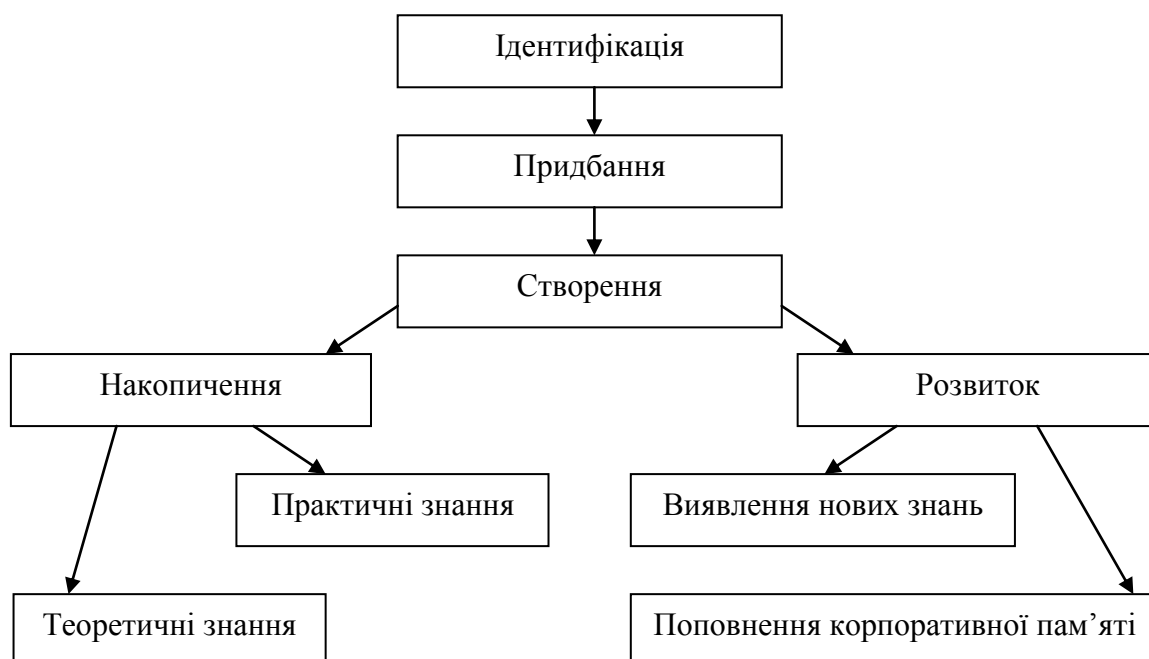 Ідентифікація
Придбання
Створення
Накопичення
Розвиток
Практичні знання
Виявлення нових знань
Теоретичні знання
Поповнення корпоративної пам’яті